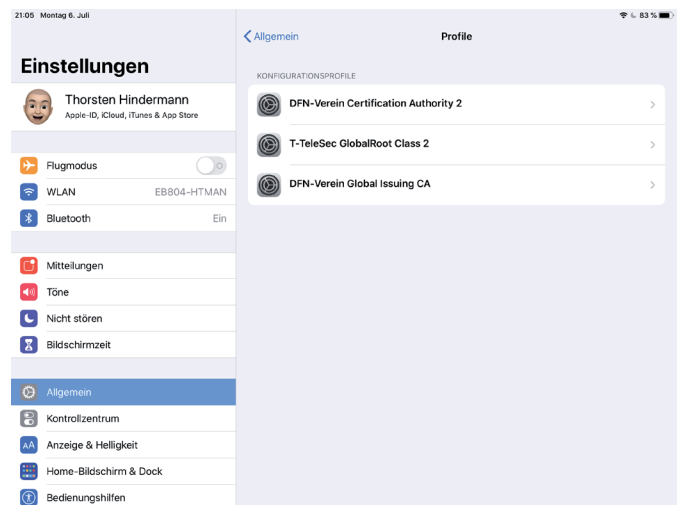 21:05 Montag 6. Juli
83 %
Allgemein
Profile
Einstellungen
Thorsten Hindermann
Apple-ID, iCloud, iTunes & App Store
Flugmodus
WLAN EB804-HTMAN
Bluetooth Ein
Mitteilungen
Töne
Nicht stören
Bildschirmzeit
Allgemein
Kontrollzentrum
AA Anzeige & Helligkeit
Home-Bildschirm & Dock
Bedienungshilfen
KONFIGURATIONSPROFILE
DFN-Verein Certification Authority 2
T-TeleSec GlobalRoot Class 2
DFN-Verein Global Issuing CA